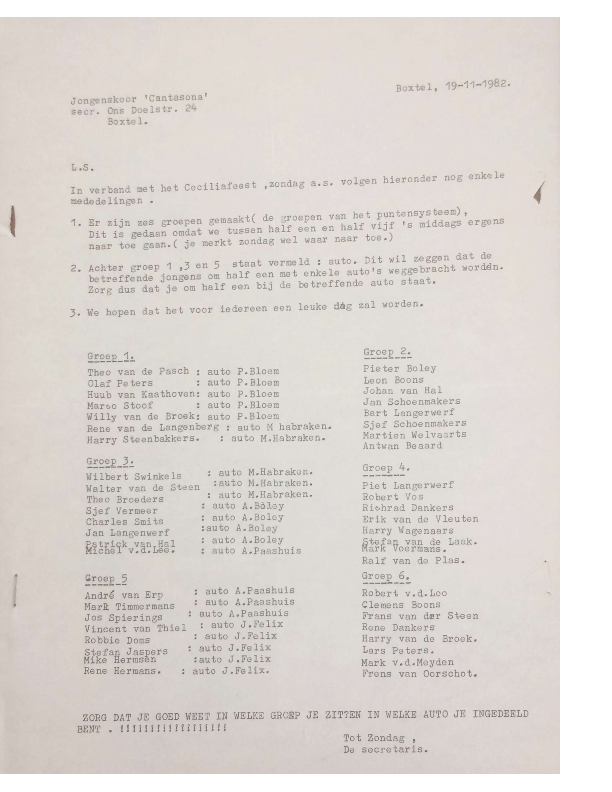 Boxtel, 19-11-1982.
Jongenskoor 'Cantasona'
secr. Ons Doelstr. 24
Boxtel.
L.S.
In verband met het Ceciliafeest ,zondag a.s. volgen hieronder nog enkele
mededelingen .
1. Er zijn zes groepen gemaakt( de groepen van het puntensysteem),
Dit is gedaan omdat we tussen half een en half vijf 's middags ergens
naar toe gaan.( je merkt zondag wel waar naar toe.)
2. Achter groep 1 ,3 en 5 staat vermeld : auto. Dit wil zeggen dat de
betreffende jongens om half een met enkele auto's weggebracht worden.
Zorg dus dat je om half een bij de betreffende auto staat.
3. We hopen dat het voor iedereen een leuke dag zal worden.
Groep 1.
Theo van de Pasch : auto P.Bloem
Olaf Peters : auto P.Bloem
Huub van Kaathoven: auto P.Bloem
Marco Stoof : auto P.Bloem
Willy van de Broek: auto P.Bloem
Rene van de Langenberg : auto M habraken.
Harry Steenbakkers. : auto M.Habraken.
Groep 2.
Pieter Boley
Leon Boons
Johan van Hal
Jan Schoenmakers
Bart Langerwerf
Sjef Schoenmakers
Martien Welvaarts
Antwan Beaard
Groep 3.
Wilbert Swinkels : auto M.Habraken.
Walter van de Steen :auto M.Habraken.
Theo Broeders : auto M.Habraken.
Sjef Vermeer : auto A.Boley
Charles Smits : auto A.Boley
Jan Langenwerf :auto A.Boley
Patrick van Hal : auto A.Boley
Michel v.d.Lee. : auto A.Paashuis
Groep 4.
Piet Langerwerf
Robert Vos
Richrad Dankers
Erik van de Vleuten
Harry Wagenaers
Stefan van de Laak.
Mark Voermans.
Ralf van de Plas.
Groep 5
André van Erp : auto A.Paashuis
Mark Timmermans : auto A.Paashuis
Jos Spierings : auto A.Paashuis
Vincent van Thiel : auto J.Felix
Robbie Doms : auto J.Felix
Stefan Jaspers : auto J.Felix
Mike Hermsen :auto J.Felix
Rene Hermans. : auto J.Felix.
Groep 6.
Robert v.d.Loo
Clemens Boons
Frans van der Steen
Rene Dankers
Harry van de Broek.
Lars Peters.
Mark v.d.Meyden
Frens van Oorschot.
ZORG DAT JE GOED WEET IN WELKE GROEP JE ZIT?EN IN WELKE AUTO JE INGEDEELD
BENT . !!!!!!!!!!!!!!!!!!
Tot Zondag ,
De secretaris.